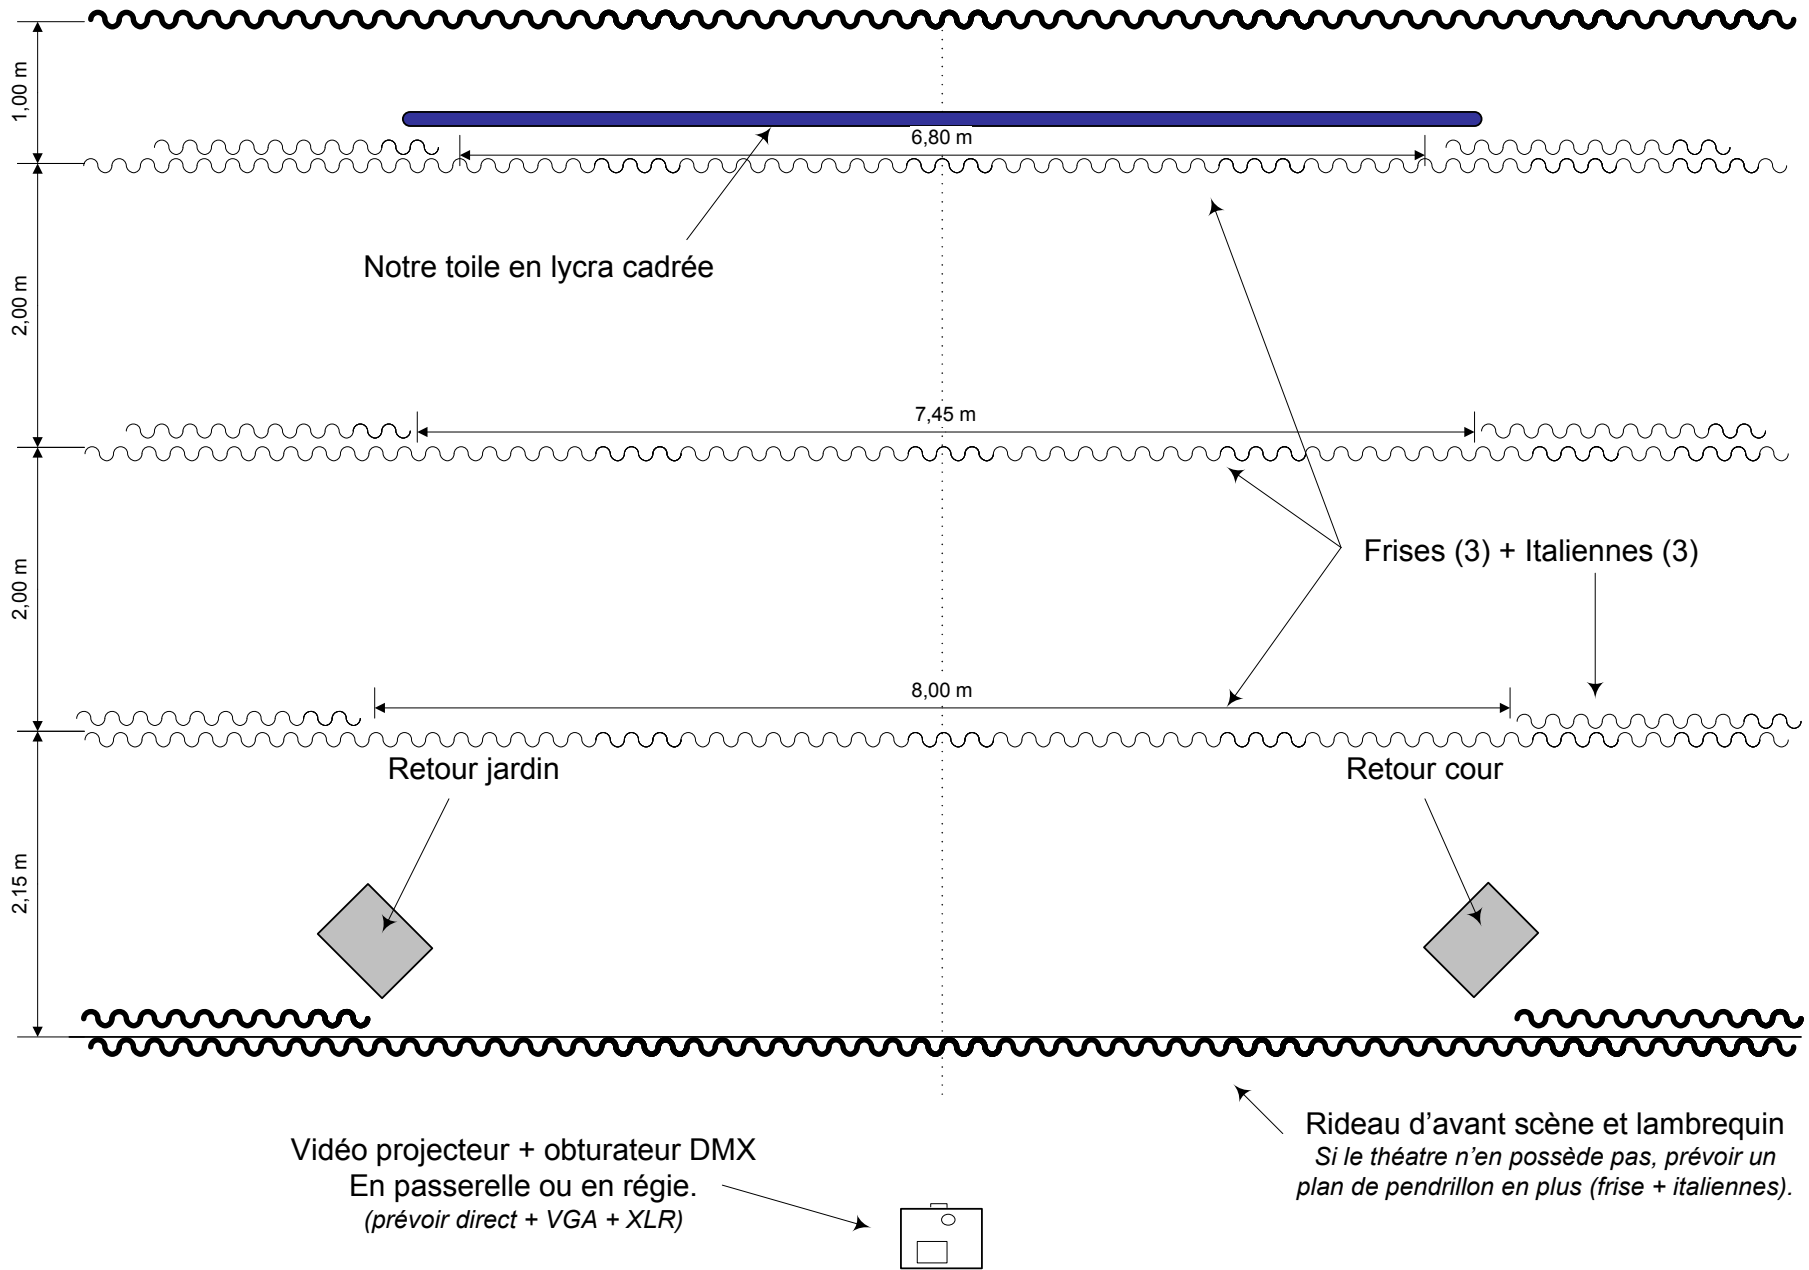 1,00 m
6,80 m
Notre toile en lycra cadrée
2,00 m
7,45 m
Frises (3) + Italiennes (3)
2,00 m
8,00 m
Retour jardin
Retour cour
2,15 m
Rideau d’avant scène et lambrequin
Si le théatre n’en possède pas, prévoir un
plan de pendrillon en plus (frise + italiennes).
Vidéo projecteur + obturateur DMX
En passerelle ou en régie.
(prévoir direct + VGA + XLR)